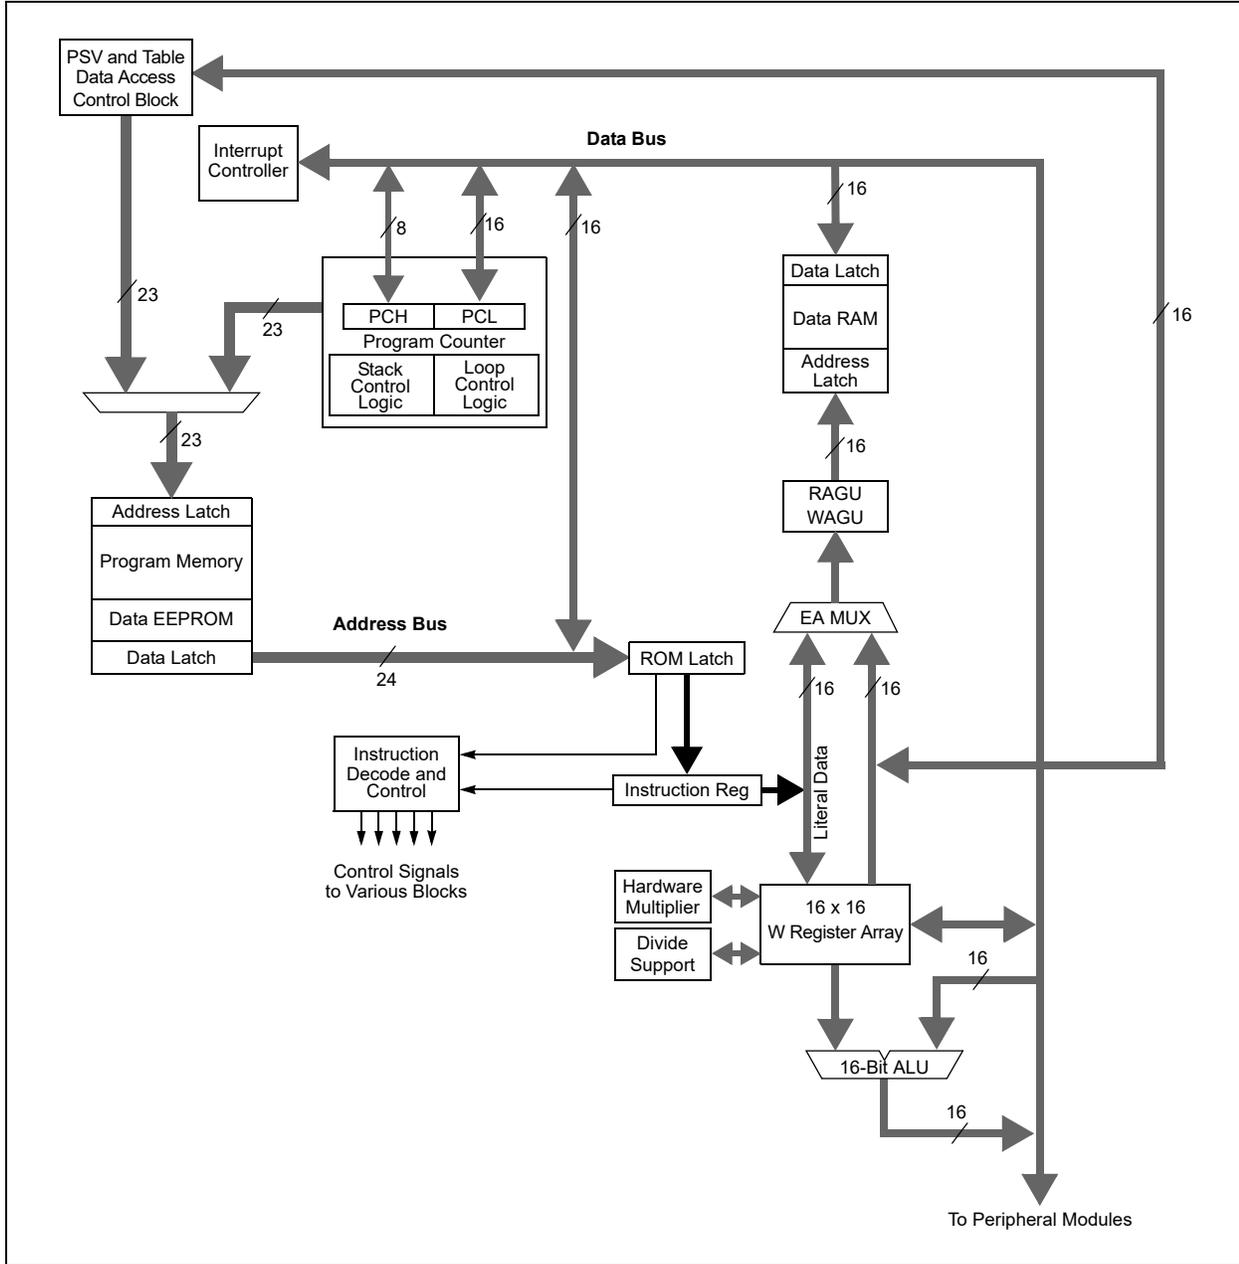 PSV and Table
Data Access
Control Block
Interrupt
Controller
Data Bus
16
8
16
16
23
23
16
PCH
PCL
Program Counter
Stack
Control
Logic
Loop
Control
Logic
Data Latch
Data RAM
Address
Latch
23
16
Address Latch
Program Memory
Data EEPROM
Data Latch
RAGU
WAGU
EA MUX
Address Bus
24
ROM Latch
16
16
Instruction
Decode and
Control
Instruction Reg
Literal Data
Control Signals
to Various Blocks
Hardware
Multiplier
Divide
Support
16 x 16
W Register Array
16
16-Bit ALU
16
To Peripheral Modules